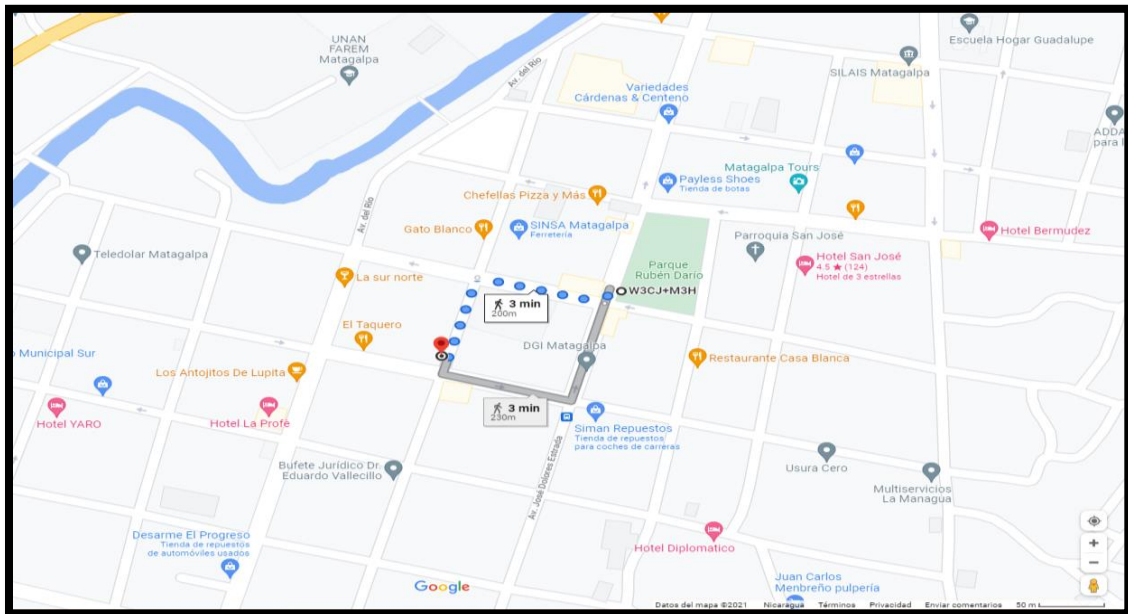 UNAN
FAREM
Matagalpa
Escuela Hogar Guadalupe
SILAIS Matagalpa
Av. del Río
Variedades
Cárdenas & Centeno
ADDA
para l
Matagalpa Tours
Payless Shoes
Tienda de botas
Chefellas Pizza y Más
Gato Blanco
SINSA Matagalpa
Ferretería
Av. del Río
Hotel Bermudez
Parroquia San José
Teledolar Matagalpa
Hotel San José
4.5 ★ (124)
Hotel de 3 estrellas
Parque
Rubén Darío
La sur norte
W3CJ+M3H
3 min
200m
El Taquero
DGI Matagalpa
o Municipal Sur
Restaurante Casa Blanca
Los Antojitos De Lupita
3 min
230m
Hotel YARO
Hotel La Profe
Siman Repuestos
Tienda de repuestos
para coches de carreras
Av. José Dolores Estrada
Bufete Jurídico Dr.
Eduardo Vallecillo
Usura Cero
Multiservicios
La Managua
Desarme El Progreso
Tienda de repuestos
de automóviles usados
Hotel Diplomatico
Juan Carlos
Menbreño pulpería
Google
Datos del mapa ©2021 Nicaragua Términos Privacidad Enviar comentarios 50 m